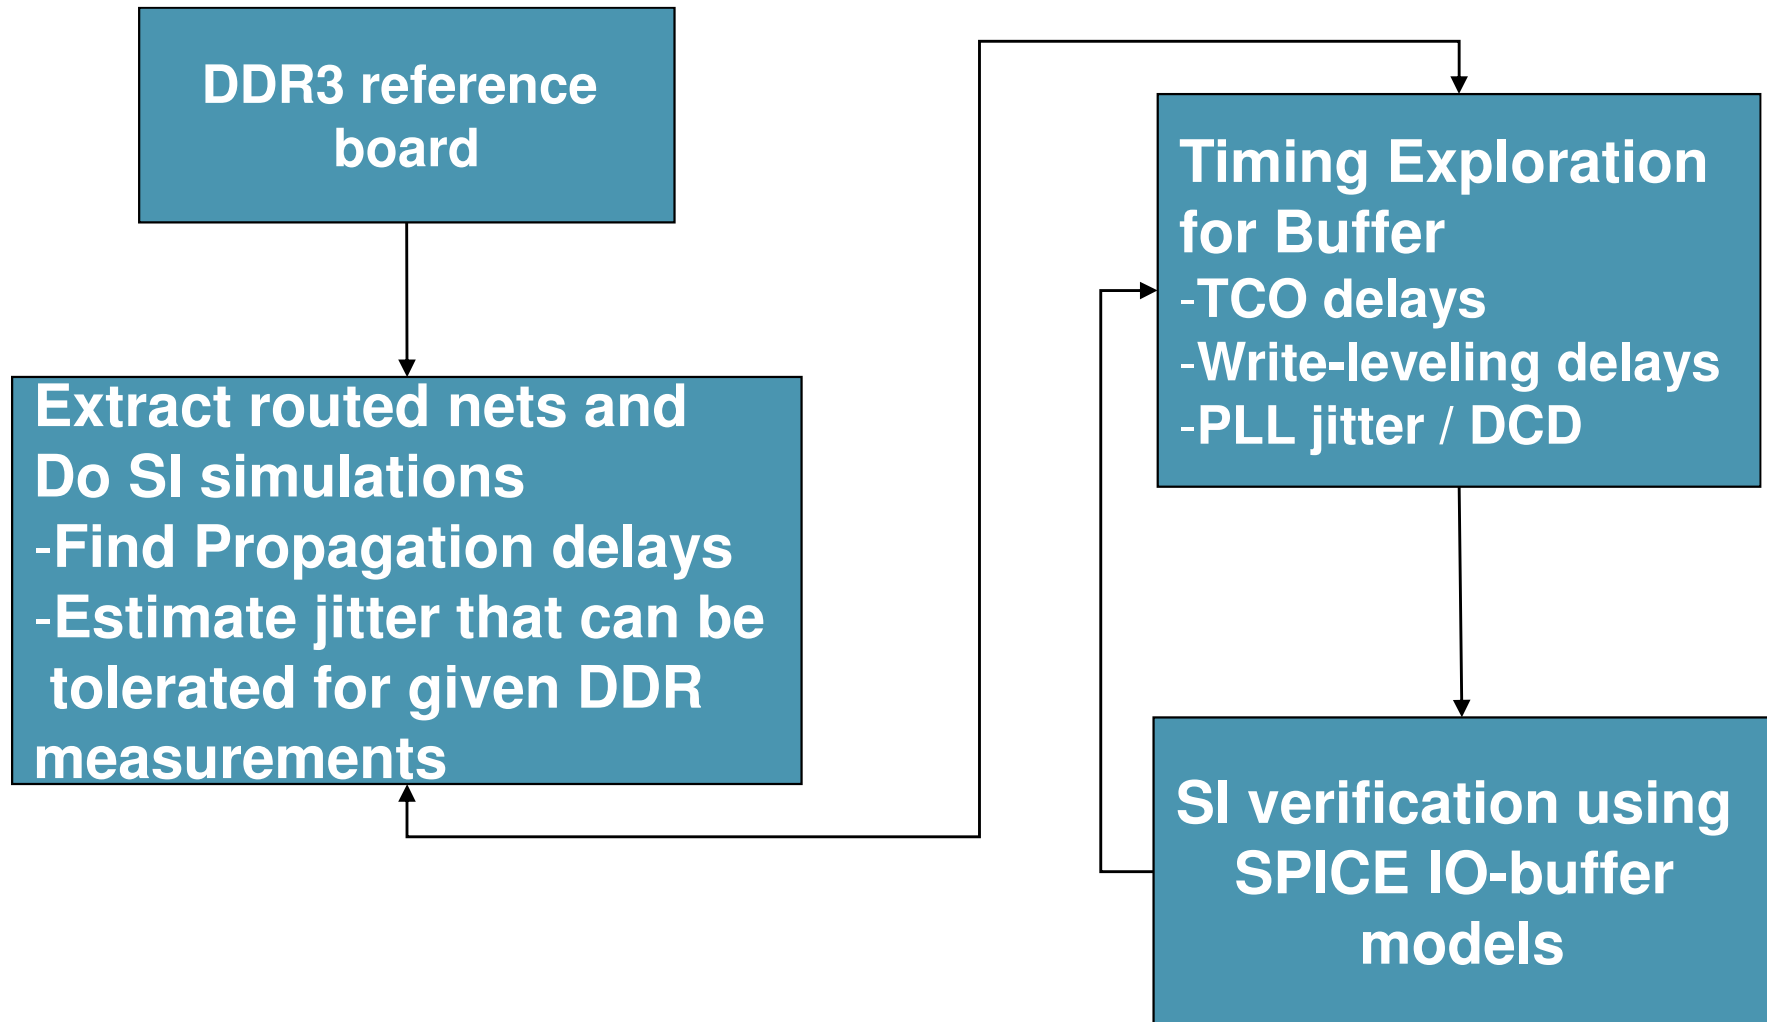 DDR3 reference
board
Extract routed nets and
Do SI simulations
-Find Propagation delays
-Estimate jitter that can be
tolerated for given DDR
measurements
Timing Exploration
for Buffer
-TCO delays
-Write-leveling delays
-PLL jitter / DCD
SI verification using
SPICE IO-buffer
models